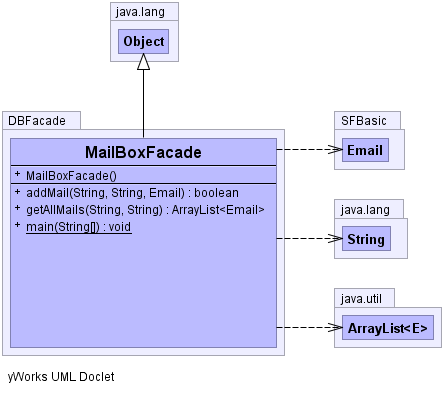 java.lang
Object
DBFacade
MailBoxFacade
+ MailBoxFacade()
+ addMail(String, String, Email) : boolean
+ getAllMails(String, String) : ArrayList<Email>
+ main(String[]) : void
SFBasic
Email
java.lang
String
java.util
ArrayList<E>
yWorks UML Doclet